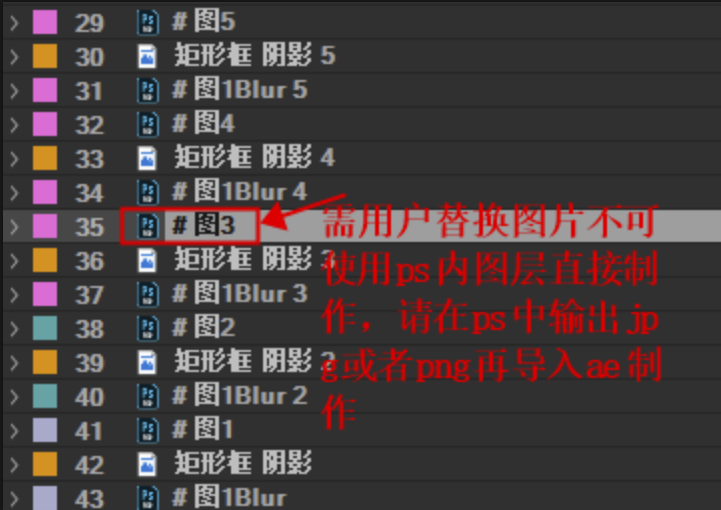 29 # 图5
30 矩形框 阴影 5
31 # 图1Blur 5
32 # 图4
33 矩形框 阴影 4
34 # 图1Blur 4
35 # 图3
36 矩形框 阴影 3
37 # 图1Blur 3
38 # 图2
39 矩形框 阴影 2
40 # 图1Blur 2
41 # 图1
42 矩形框 阴影
43 # 图1Blur
需用户替换图片不可
使用ps内图层直接制
作，请在ps中输出jp
g或者png再导入ae制
作